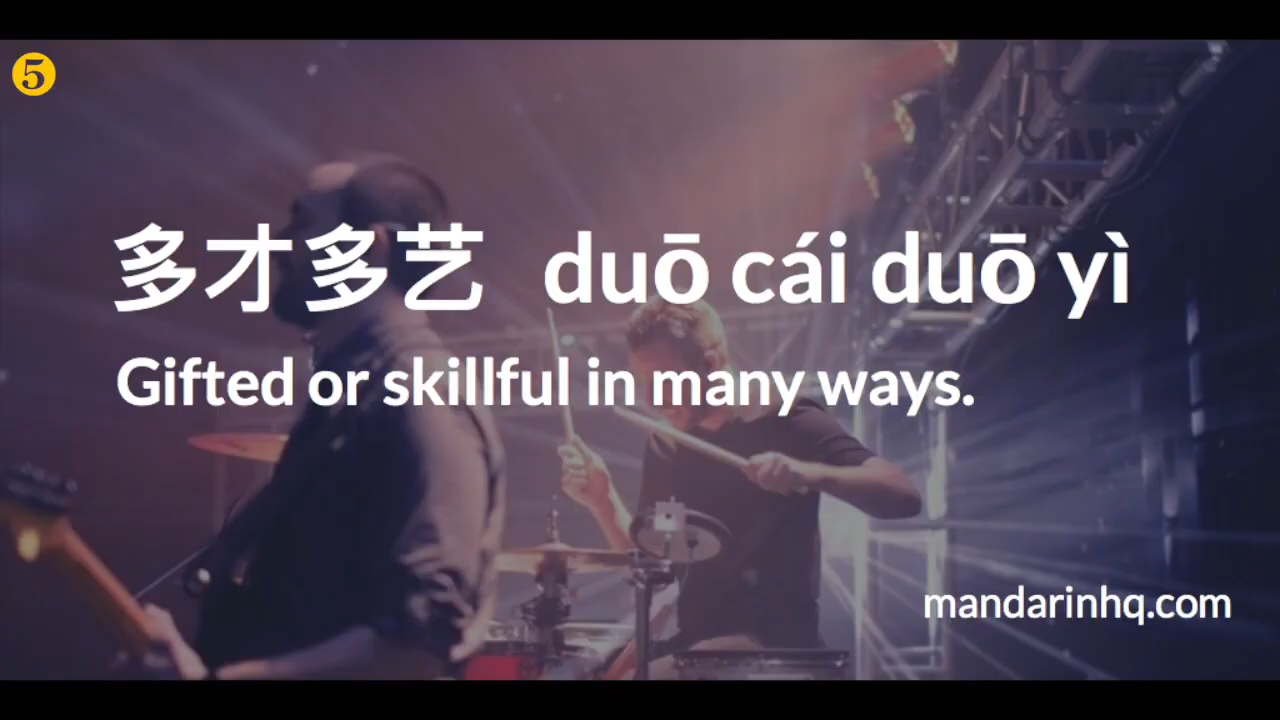 5
多才多艺 duō cái duō yì
Gifted or skillful in many ways.
mandarinhq.com